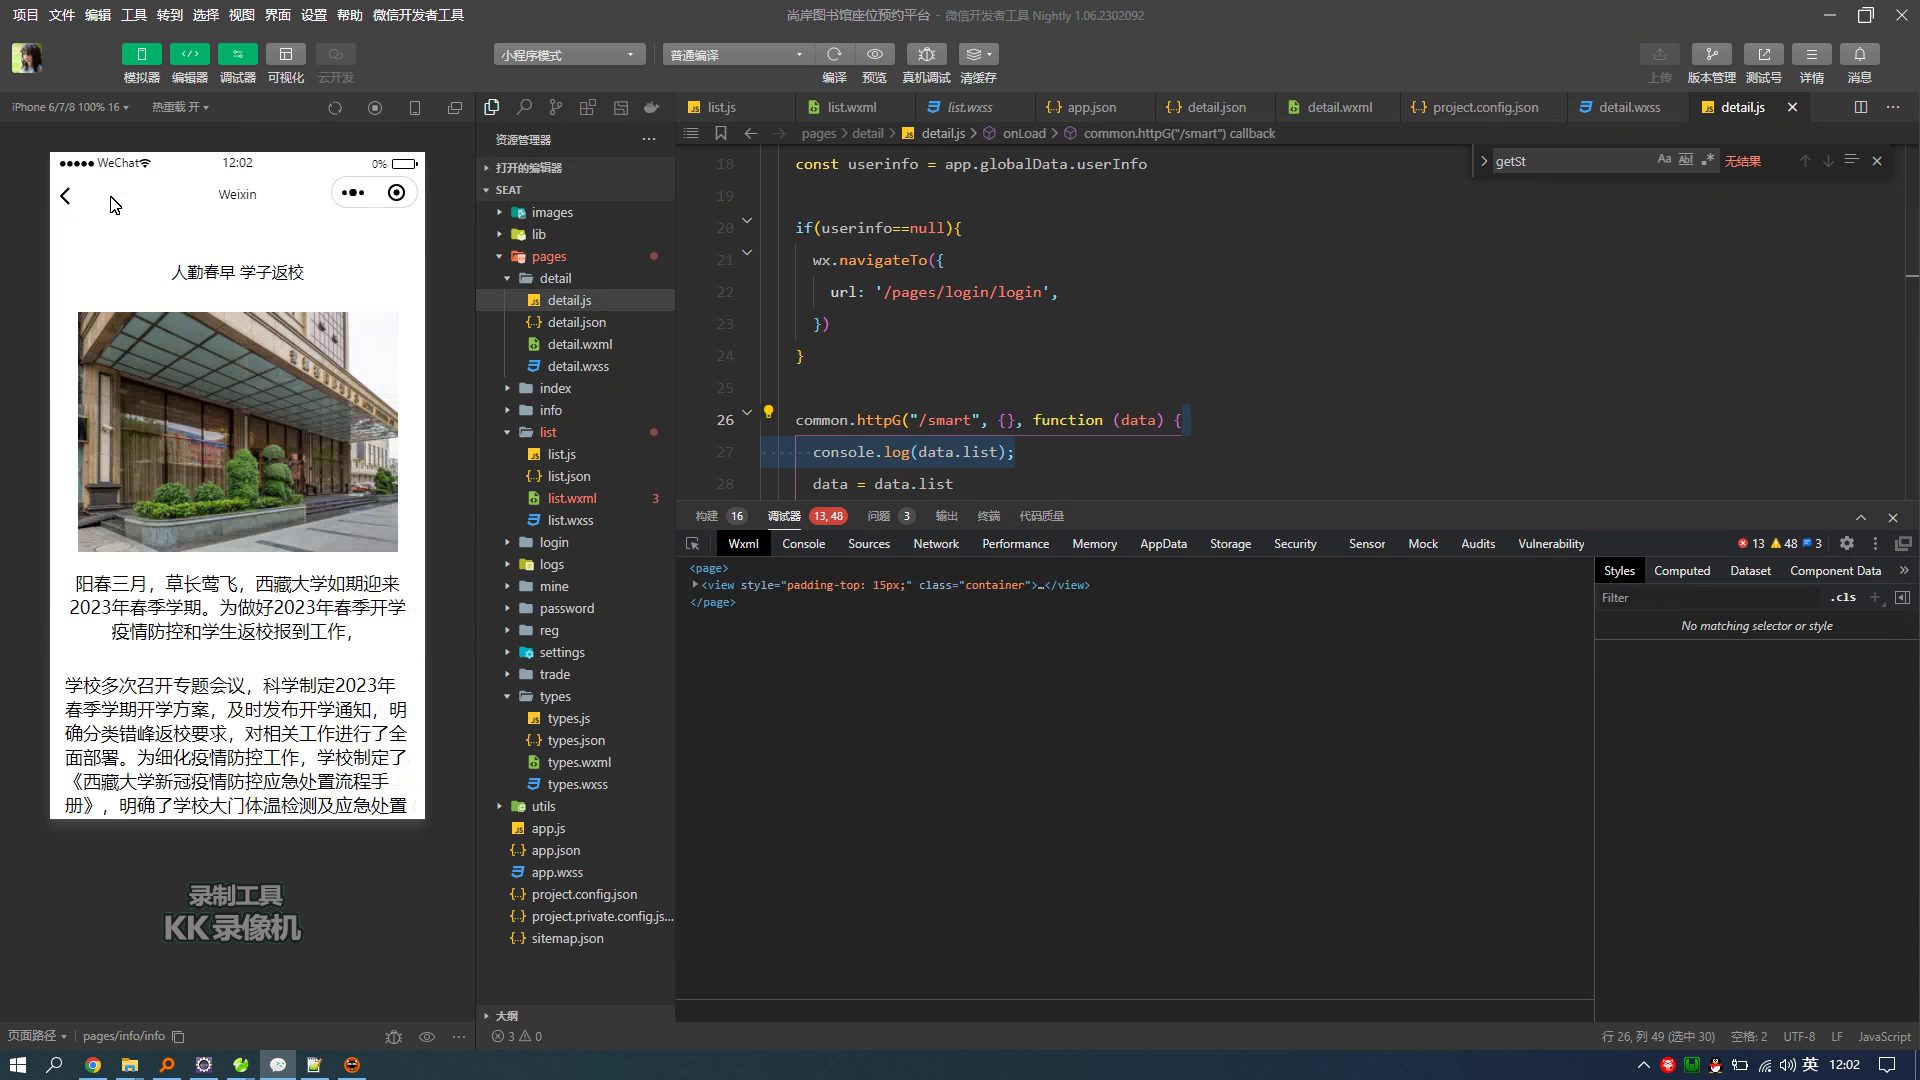 项目 文件 编辑 工具 转到 选择 视图 界面 设置 帮助 微信开发者工具
尚岸图书馆座位预约平台 - 微信开发者工具 Nightly 1.06.2302092
小程序模式
普通编译
模拟器 编辑器 调试器 可视化 云开发
编译 预览 真机调试 清缓存
上传 版本管理 测试号 详情 消息
iPhone 6/7/8 100% 16
热重载 开
list.js
list.wxml
list.wxss
app.json
detail.json
detail.wxml
project.config.json
detail.wxss
detail.js
资源管理器
pages > detail > detail.js > onLoad > common.httpG("/smart") callback
WeChat
12:02
0%
Weixin
人勤春早 学子返校
阳春三月，草长莺飞，西藏大学如期迎来
2023年春季学期。为做好2023年春季开学
疫情防控和学生返校报到工作，
学校多次召开专题会议，科学制定2023年
春季学期开学方案，及时发布开学通知，明
确分类错峰返校要求，对相关工作进行了全
面部署。为细化疫情防控工作，学校制定了
《西藏大学新冠疫情防控应急处置流程手
册》，明确了学校大门体温检测及应急处置
录制工具
KK录像机
打开的编辑器
SEAT
images
lib
pages
detail
detail.js
detail.json
detail.wxml
detail.wxss
index
info
list
list.js
list.json
list.wxml 3
list.wxss
login
logs
mine
password
reg
settings
trade
types
types.js
types.json
types.wxml
types.wxss
utils
app.js
app.json
app.wxss
project.config.json
project.private.config.js...
sitemap.json
大纲
getSt
Aa Abl .* 无结果
18 const userinfo = app.globalData.userInfo
19
20 if(userinfo==null){
21 wx.navigateTo({
22 url: '/pages/login/login',
23 })
24 }
25
26 common.httpG("/smart", {}, function (data) {
27 console.log(data.list);
28 data = data.list
构建 16 调试器 13, 48 问题 3 输出 终端 代码质量
Wxml Console Sources Network Performance Memory AppData Storage Security Sensor Mock Audits Vulnerability
13 48 3
<page>
<view style="padding-top: 15px;" class="container">…</view>
</page>
Styles Computed Dataset Component Data »
Filter
.cls +
No matching selector or style
页面路径 pages/info/info
3 0
行 26, 列 49 (选中 30) 空格: 2 UTF-8 LF JavaScript
英 12:02